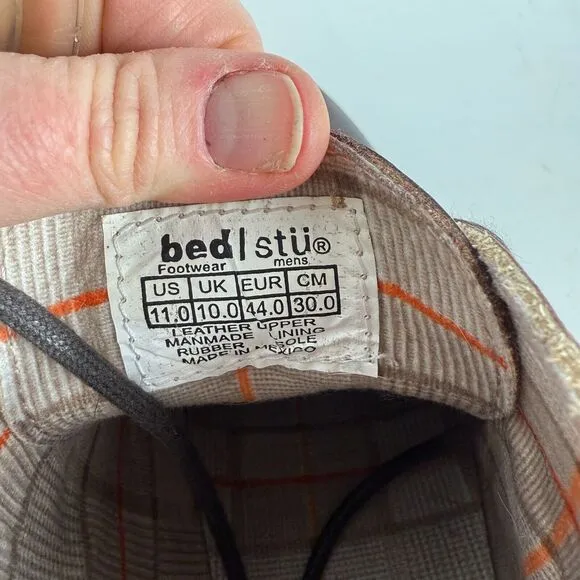 bed|stü®
Footwear mens
US UK EUR CM
11.0 10.0 44.0 30.0
LEATHER UPPER
MANMADE LINING
RUBBER SOLE
MADE IN MEXICO